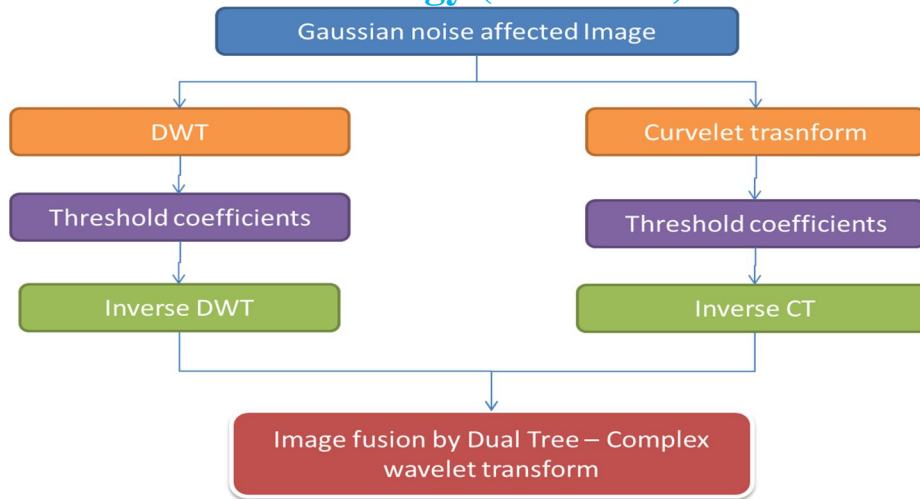 Gaussian noise affected Image
DWT
Curvelet trasnform
Threshold coefficients
Threshold coefficients
Inverse DWT
Inverse CT
Image fusion by Dual Tree – Complex
wavelet transform